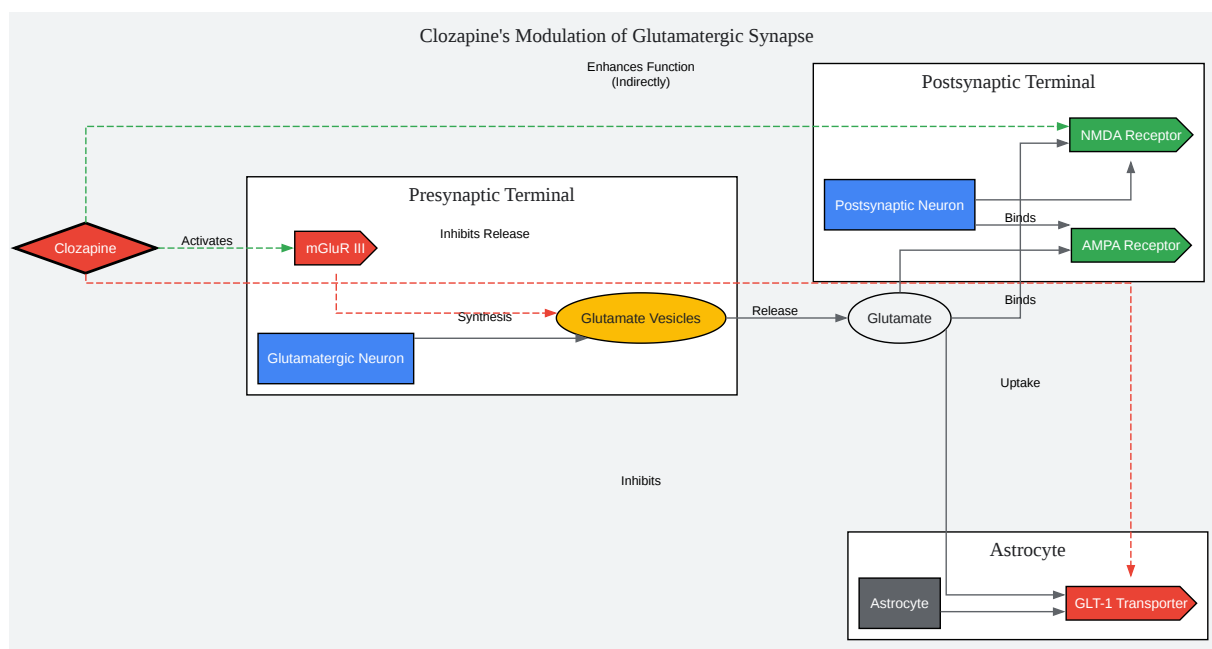 Clozapine's Modulation of Glutamatergic Synapse
Enhances Function
(Indirectly)
Postsynaptic Terminal
NMDA Receptor
Presynaptic Terminal
Postsynaptic Neuron
Binds
Inhibits Release
Activates
Clozapine
mGluR III
AMPA Receptor
Binds
Synthesis
Glutamate Vesicles
Release
Glutamate
Glutamatergic Neuron
Uptake
Inhibits
Astrocyte
Astrocyte
GLT-1 Transporter